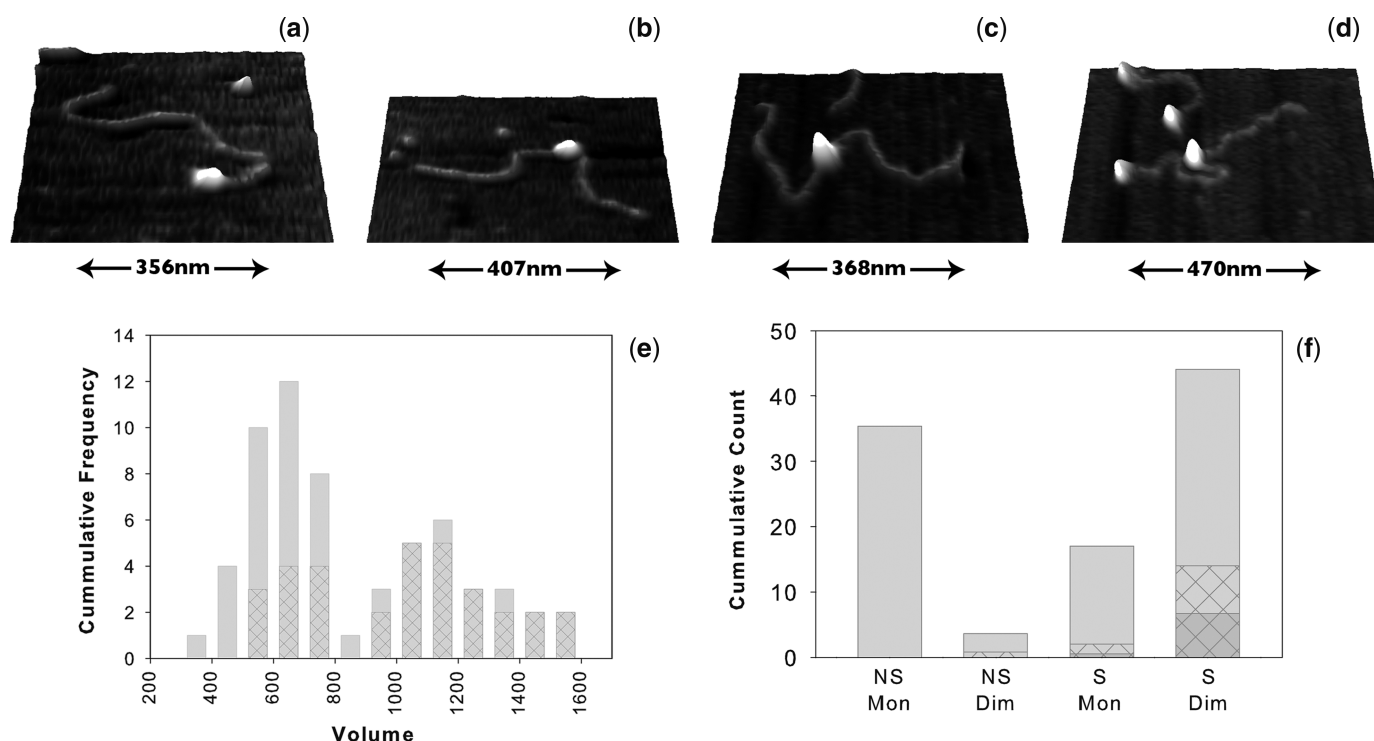 (a)
(b)
(c)
(d)
356nm
407nm
368nm
470nm
(e)
Cummulative Frequency
14
12
10
8
6
4
2
0
200
400
600
800
1000
1200
1400
1600
Volume
(f)
Cummulative Count
50
40
30
20
10
0
NS
Mon
NS
Dim
S
Mon
S
Dim